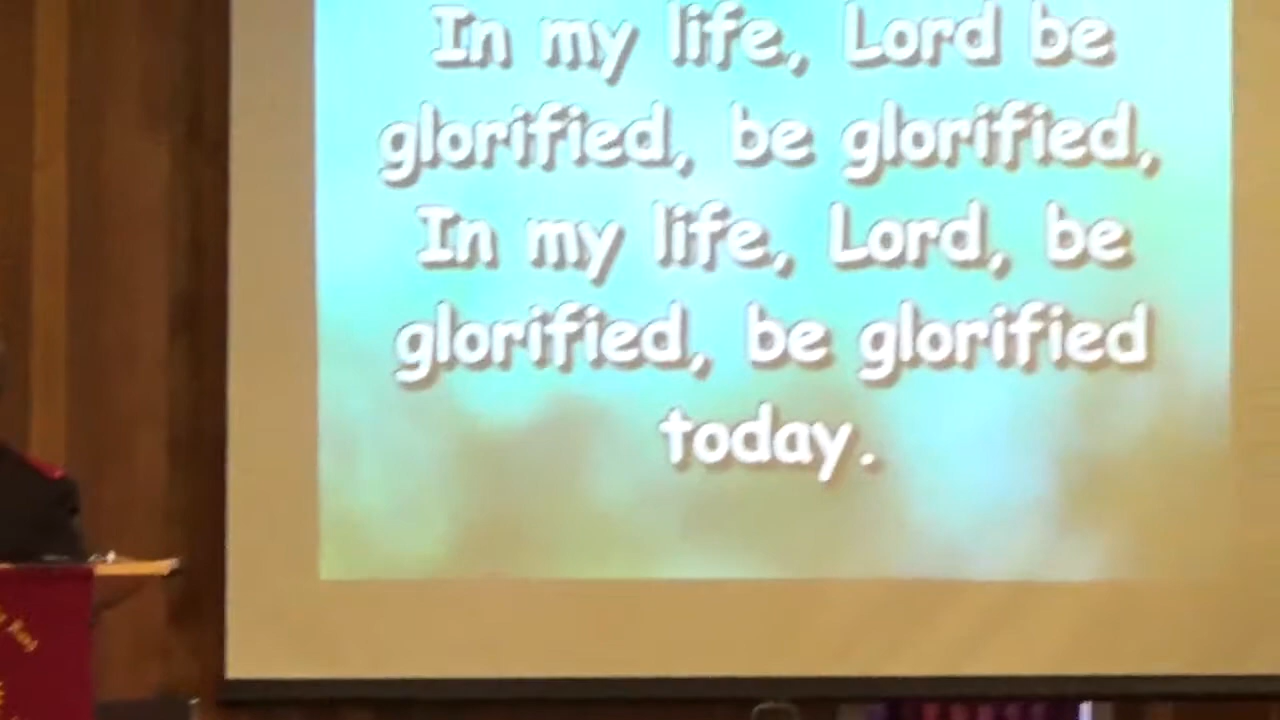 In my life, Lord be
glorified, be glorified,
In my life, Lord, be
glorified, be glorified
today.